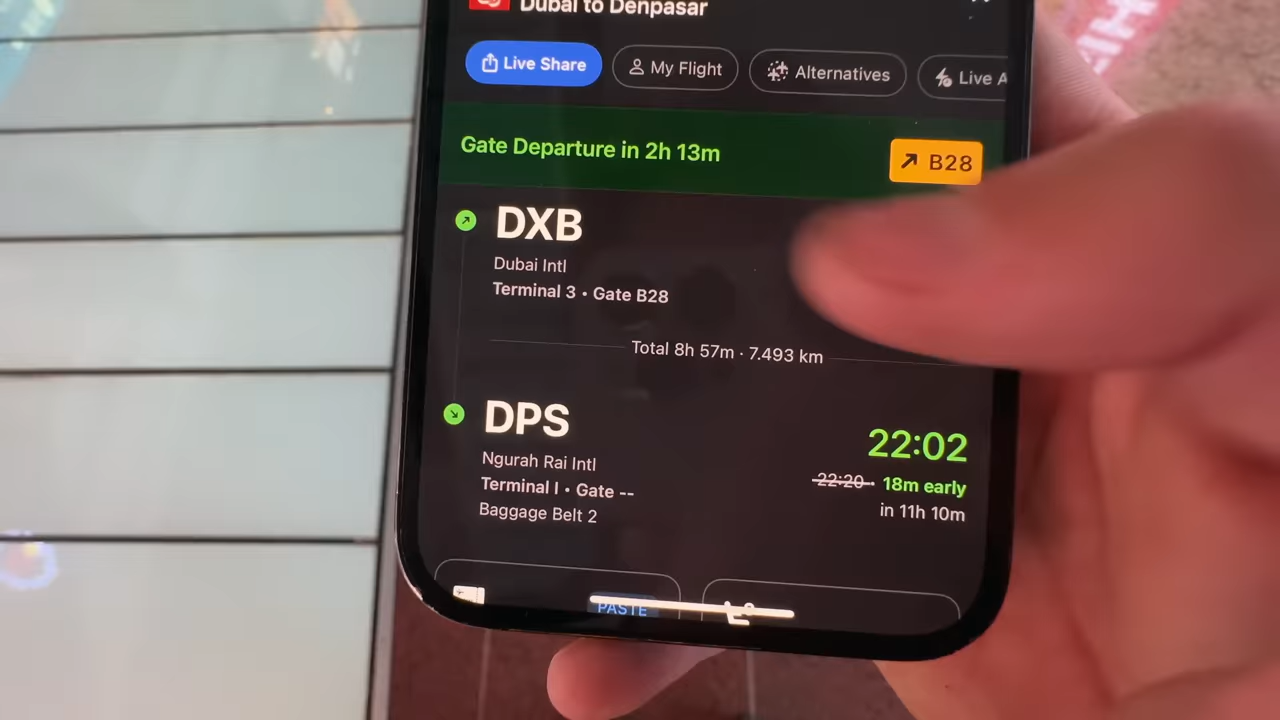 Dubai to Denpasar
Live Share
My Flight
Alternatives
Live A
Gate Departure in 2h 13m
B28
DXB
Dubai Intl
Terminal 3 • Gate B28
Total 8h 57m · 7.493 km
DPS
22:02
Ngurah Rai Intl
22:20 • 18m early
Terminal I • Gate --
in 11h 10m
Baggage Belt 2
PASTE